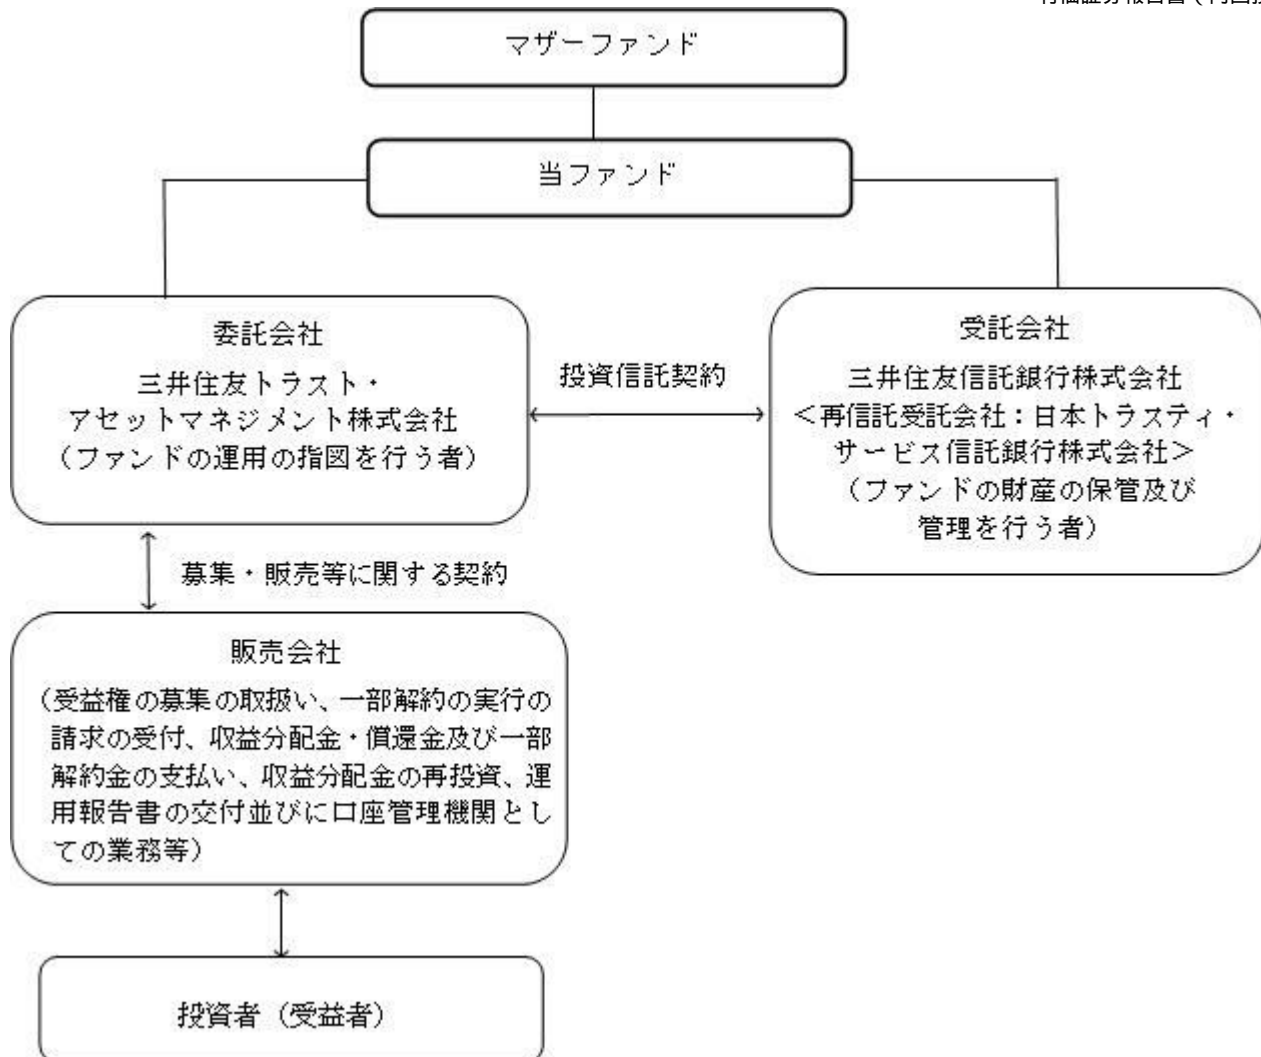 マザーファンド
当ファンド
委託会社
三井住友トラスト・
アセットマネジメント株式会社
（ファンドの運用の指図を行う者）
投資信託契約
受託会社
三井住友信託銀行株式会社
＜再信託受託会社：日本トラスティ・
サービス信託銀行株式会社＞
（ファンドの財産の保管及び
管理を行う者）
募集・販売等に関する契約
販売会社
（受益権の募集の取扱い、一部解約の実行の
請求の受付、収益分配金・償還金及び一部
解約金の支払い、収益分配金の再投資、運
用報告書の交付並びに口座管理機関とし
ての業務等）
投資者（受益者）